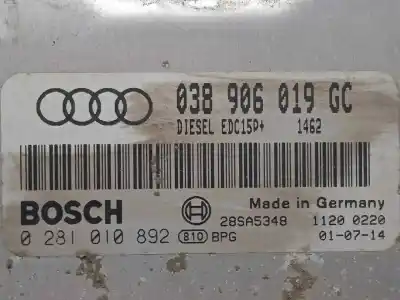 038 906 019 GC
DIESEL EDC15P+ 1462
BOSCH
Made in Germany
28SA5348 1120 0220
0 281 010 892 810 BPG 01-07-14